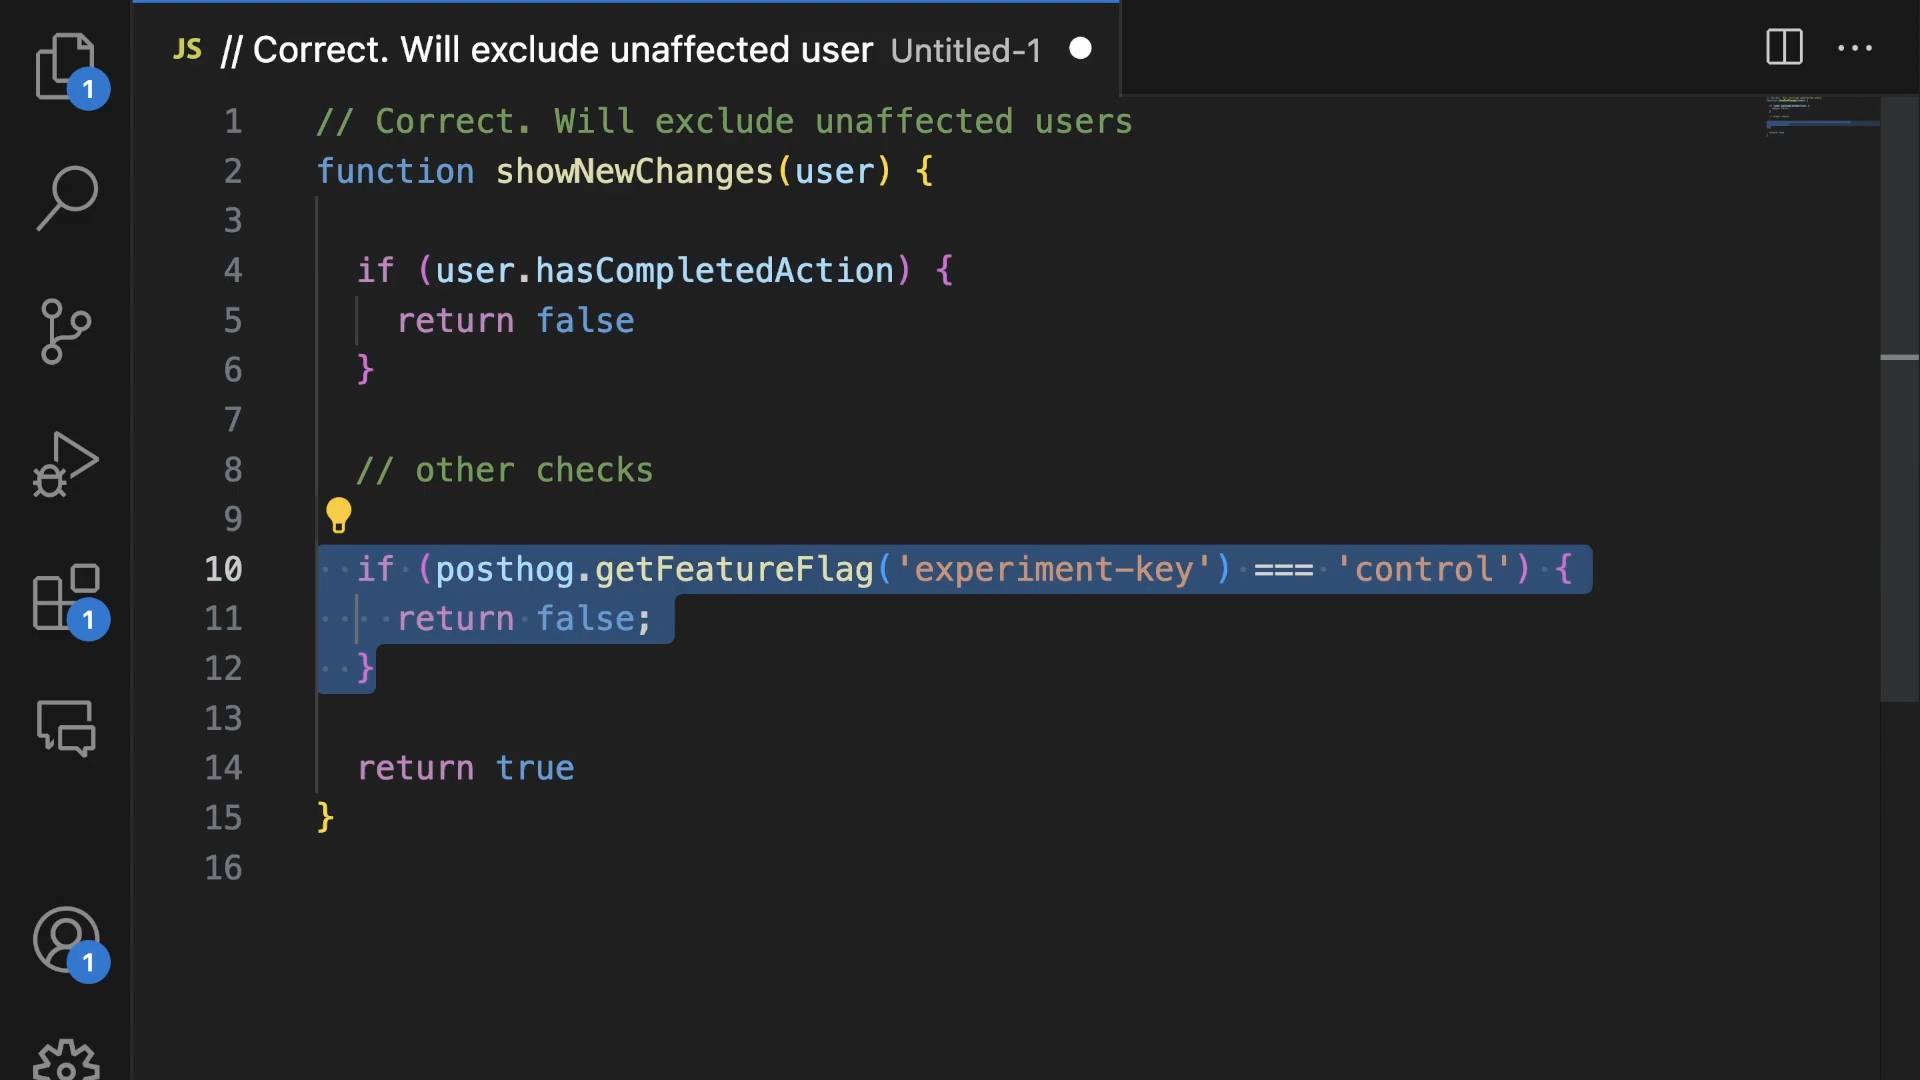 JS // Correct. Will exclude unaffected user Untitled-1
1 // Correct. Will exclude unaffected users
2 function showNewChanges(user) {
3
4 if (user.hasCompletedAction) {
5 return false
6 }
7
8 // other checks
9
10 if (posthog.getFeatureFlag('experiment-key') === 'control') {
11 return false;
12 }
13
14 return true
15 }
16
1
1
1